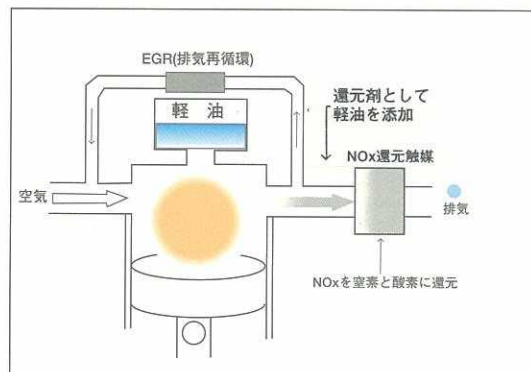 EGR(排気再循環)
軽 油
還元剤として
軽油を添加
NOx還元触媒
空気
排気
NOxを窒素と酸素に還元